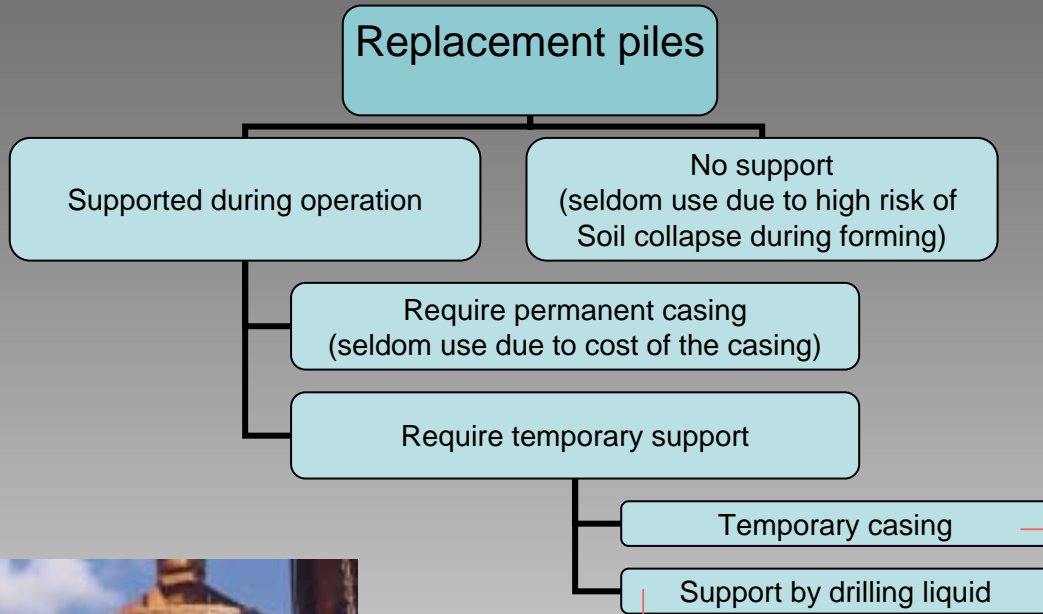 Replacement piles
Supported during operation
No support
(seldom use due to high risk of
Soil collapse during forming)
Require permanent casing
(seldom use due to cost of the casing)
Require temporary support
Temporary casing
Support by drilling liquid